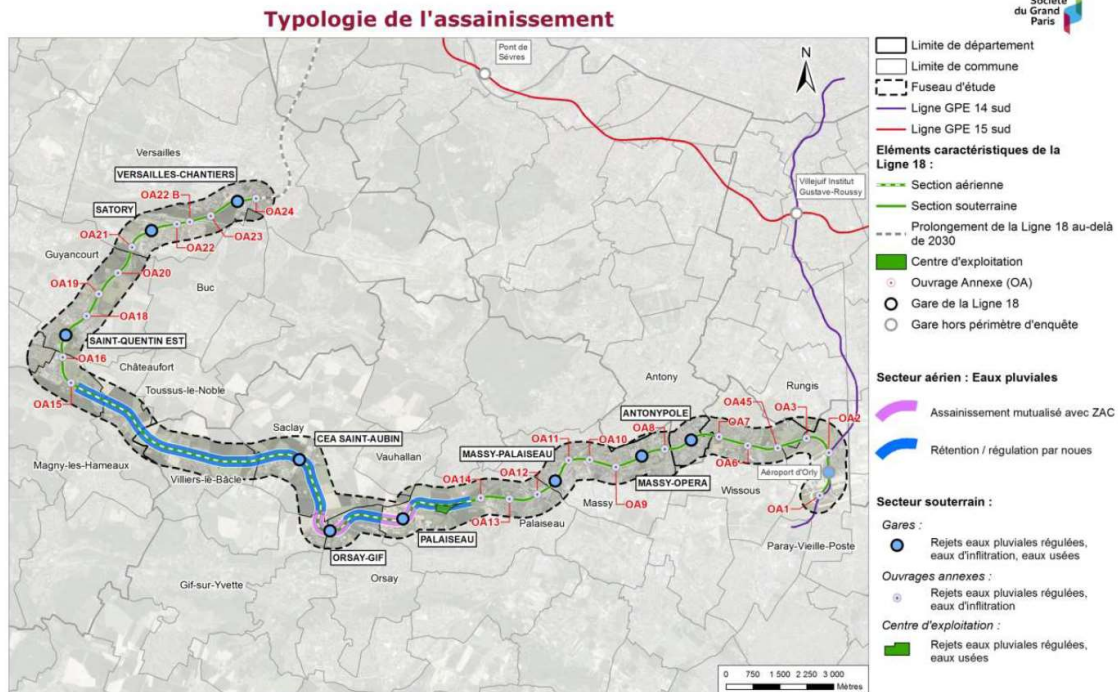 Typologie de l'assainissement
Société
du Grand
Paris
Pont de
Sèvres
N
Versailles
VERSAILLES-CHANTIERS
OA22 B
SATORY
OA24
OA21
OA23
OA22
Guyancourt
OA20
OA19
Buc
OA18
SAINT-QUENTIN EST
OA16
Châteaufort
Toussus-le-Noble
OA15
Magny-les-Hameaux
Villiers-le-Bâcle
Saclay
CEA SAINT-AUBIN
Vauhallan
Villejuif Institut
Gustave-Roussy
Antony
Rungis
ANTONYPOLE
OA45
OA3
OA2
OA7
OA8
OA11
OA10
MASSY-PALAISEAU
OA6
Aéroport d'Orly
OA12
MASSY-OPERA
OA14
Wissous
OA1
Massy
OA9
OA13
Palaiseau
PALAISEAU
Paray-Vieille-Poste
ORSAY-GIF
Orsay
Gif-sur-Yvette
0 750 1 500 2 250 3 000
Mètres
Limite de département
Limite de commune
Fuseau d'étude
Ligne GPE 14 sud
Ligne GPE 15 sud
Eléments caractéristiques de la
Ligne 18 :
Section aérienne
Section souterraine
Prolongement de la Ligne 18 au-delà
de 2030
Centre d'exploitation
Ouvrage Annexe (OA)
Gare de la Ligne 18
Gare hors périmètre d'enquête
Secteur aérien : Eaux pluviales
Assainissement mutualisé avec ZAC
Rétention / régulation par noues
Secteur souterrain :
Gares :
Rejets eaux pluviales régulées,
eaux d'inflitration, eaux usées
Ouvrages annexes :
Rejets eaux pluviales régulées,
eaux d'inflitration
Centre d'exploitation :
Rejets eaux pluviales régulées,
eaux usées